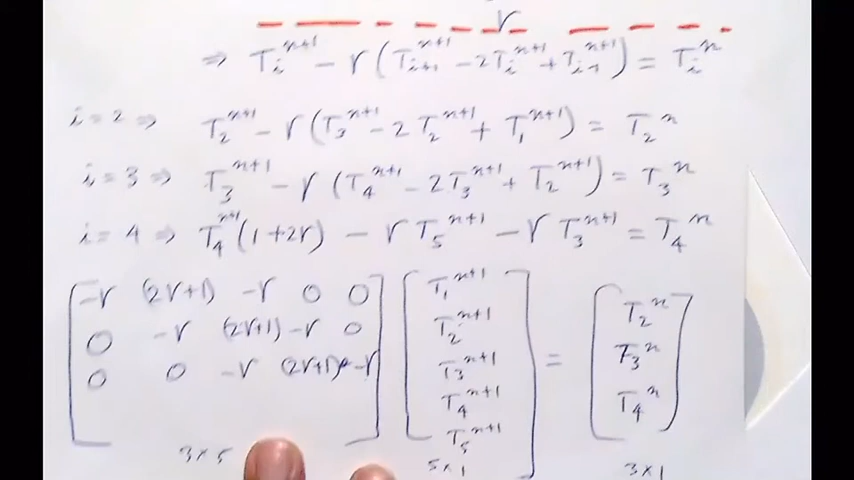 r
⇒ T_i^{n+1} - r (T_{i+1}^{n+1} - 2T_i^{n+1} + T_{i-1}^{n+1}) = T_i^n
i = 2 ⇒ T_2^{n+1} - r (T_3^{n+1} - 2 T_2^{n+1} + T_1^{n+1}) = T_2^n
i = 3 ⇒ T_3^{n+1} - r (T_4^{n+1} - 2T_3^{n+1} + T_2^{n+1}) = T_3^n
i = 4 ⇒ T_4^{n+1} (1+2r) - r T_5^{n+1} - r T_3^{n+1} = T_4^n
-r (2r+1) -r 0 0
0 -r (2r+1) -r 0
0 0 -r (2r+1) -r
3×5
T_1^{n+1}
T_2^{n+1}
T_3^{n+1}
T_4^{n+1}
T_5^{n+1}
5×1
=
T_2^n
T_3^n
T_4^n
3×1